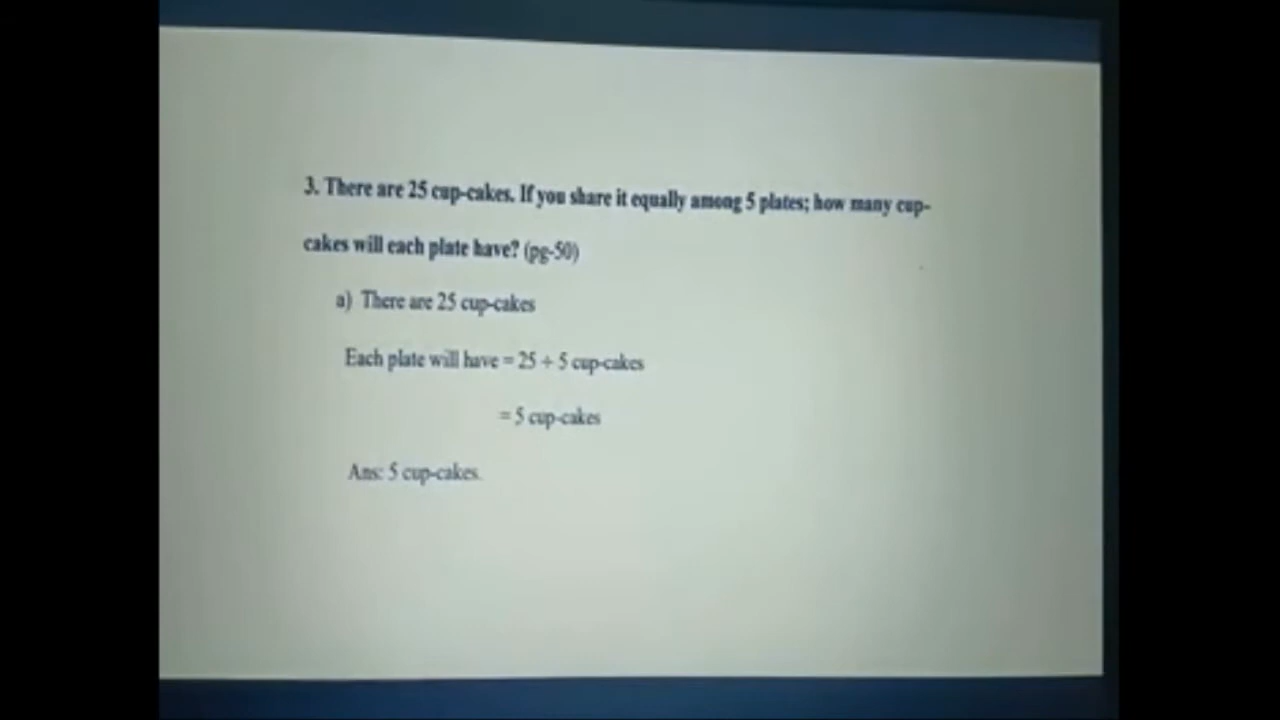 3. There are 25 cup-cakes. If you share it equally among 5 plates; how many cup-
cakes will each plate have? (pg-50)
a) There are 25 cup-cakes
Each plate will have = 25 ÷ 5 cup-cakes
= 5 cup-cakes
Ans: 5 cup-cakes.